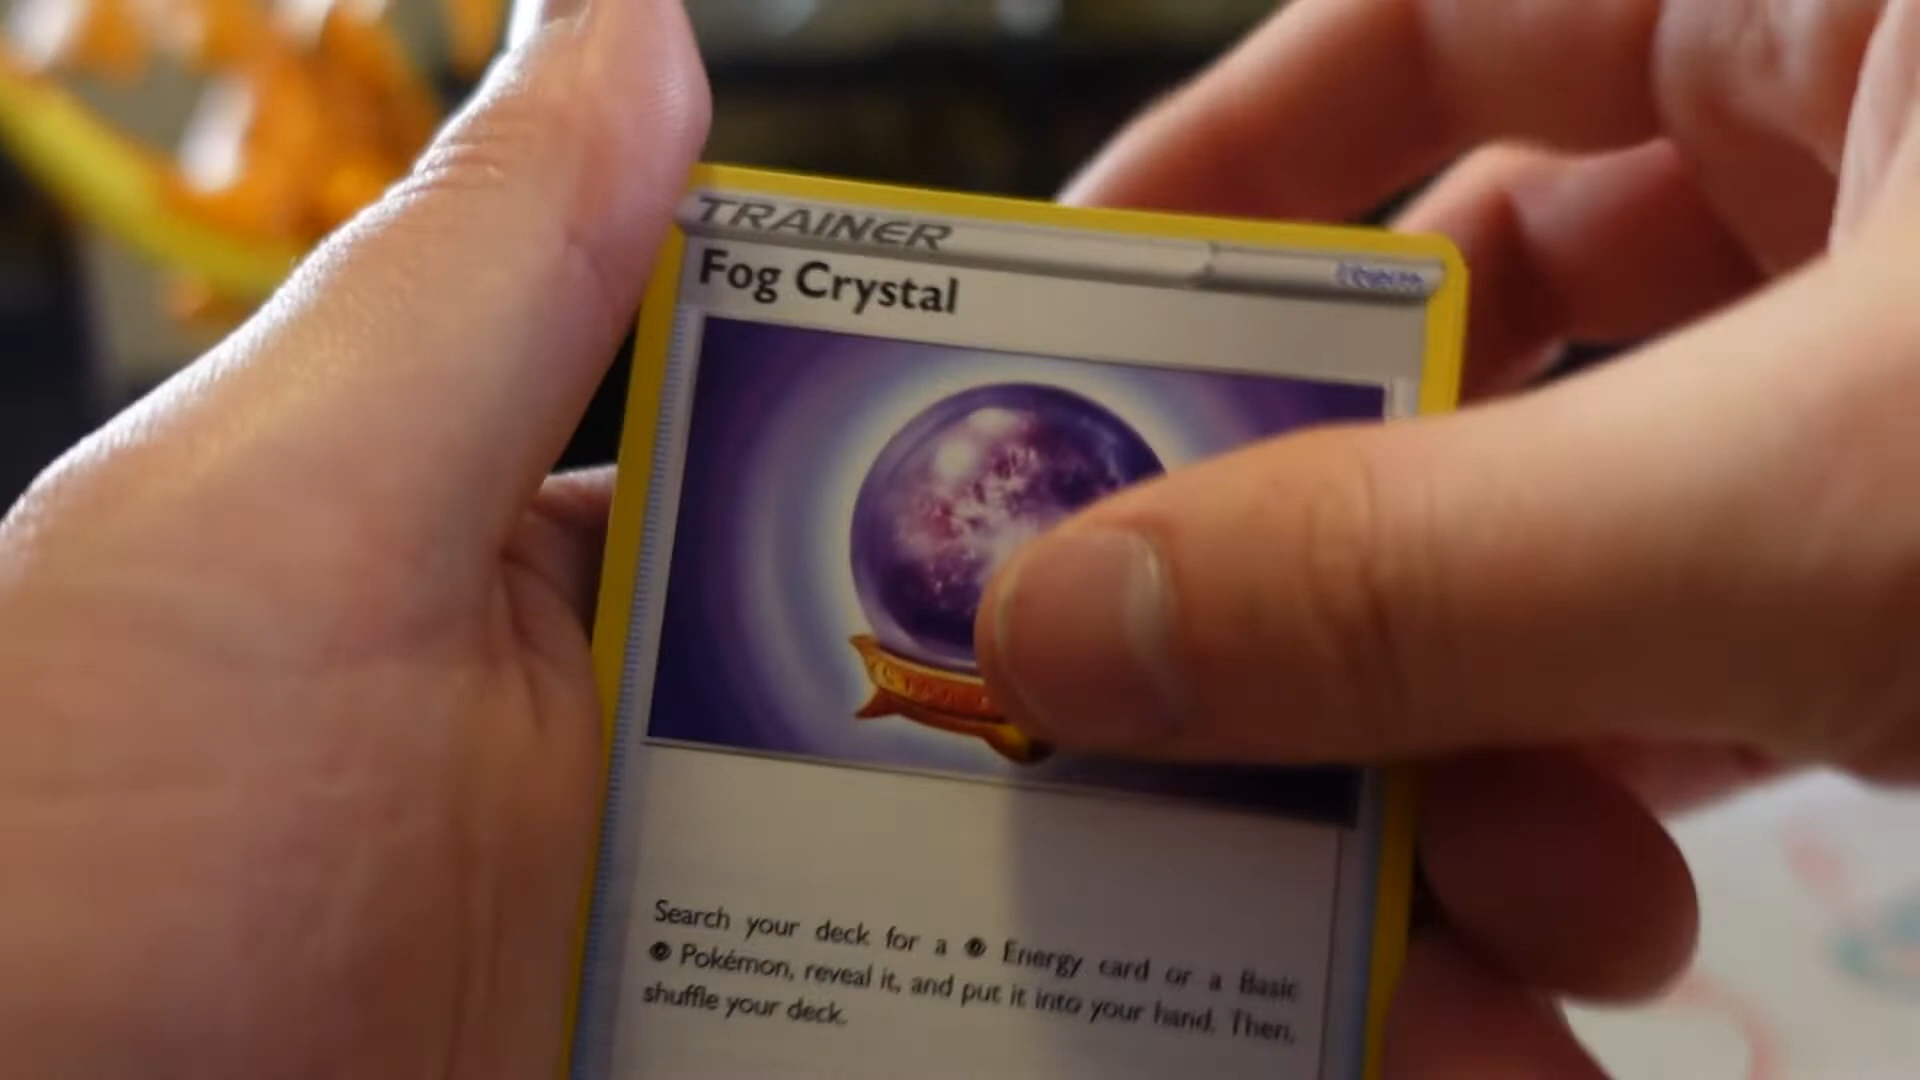 TRAINER
Fog Crystal
Search your deck for a Energy card or a Basic
Pokémon, reveal it, and put it into your hand. Then,
shuffle your deck.